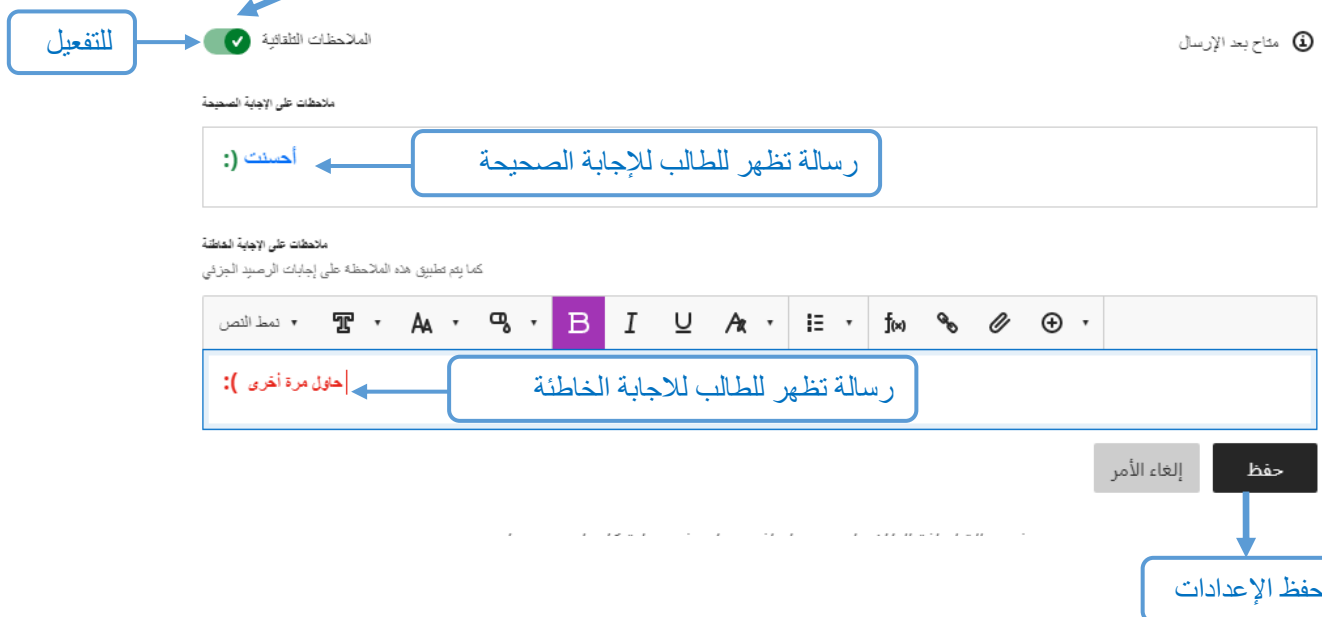 متاح بعد الإرسال
الملاحظات التلقائية
للتفعيل
ملاحظات على الإجابة الصحيحة
أحسنت (:
رسالة تظهر للطالب للإجابة الصحيحة
ملاحظات على الإجابة الخاطئة
كما يتم تطبيق هذه الملاحظة على إجابات الرصيد الجزئي
نمط النص
B I U f(x)
حاول مرة أخرى ):
رسالة تظهر للطالب للاجابة الخاطئة
حفظ
إلغاء الأمر
حفظ الإعدادات